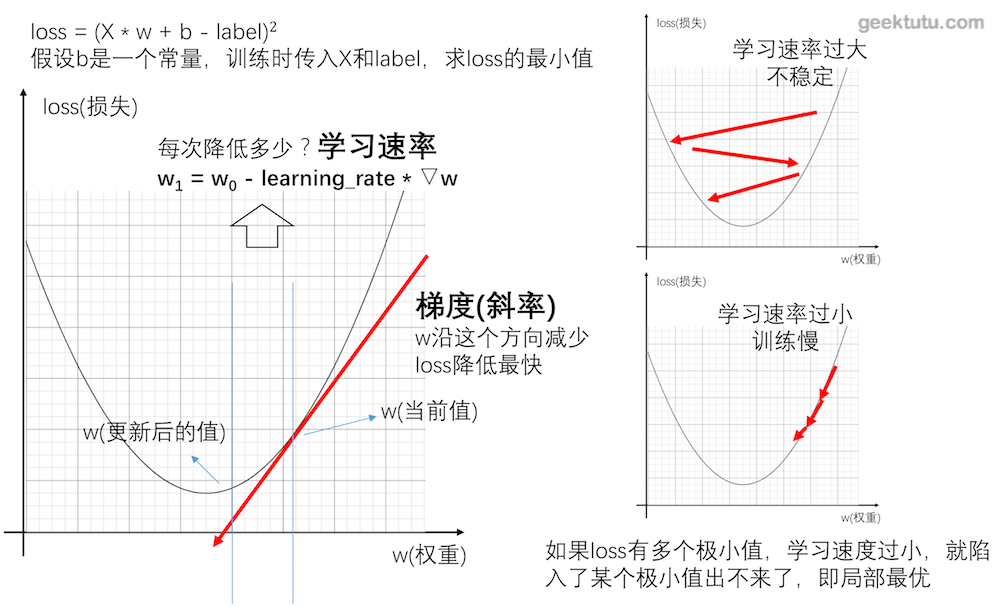 loss = (X * w + b - label)²
假设b是一个常量，训练时传入X和label，求loss的最小值
loss(损失)
每次降低多少？学习速率
w₁ = w₀ - learning_rate * ▽w
梯度(斜率)
w沿这个方向减少
loss降低最快
w(当前值)
w(更新后的值)
w(权重)
geektutu.com
loss(损失)
学习速率过大
不稳定
w(权重)
loss(损失)
学习速率过小
训练慢
w(权重)
如果loss有多个极小值，学习速度过小，就陷
入了某个极小值出不来了，即局部最优